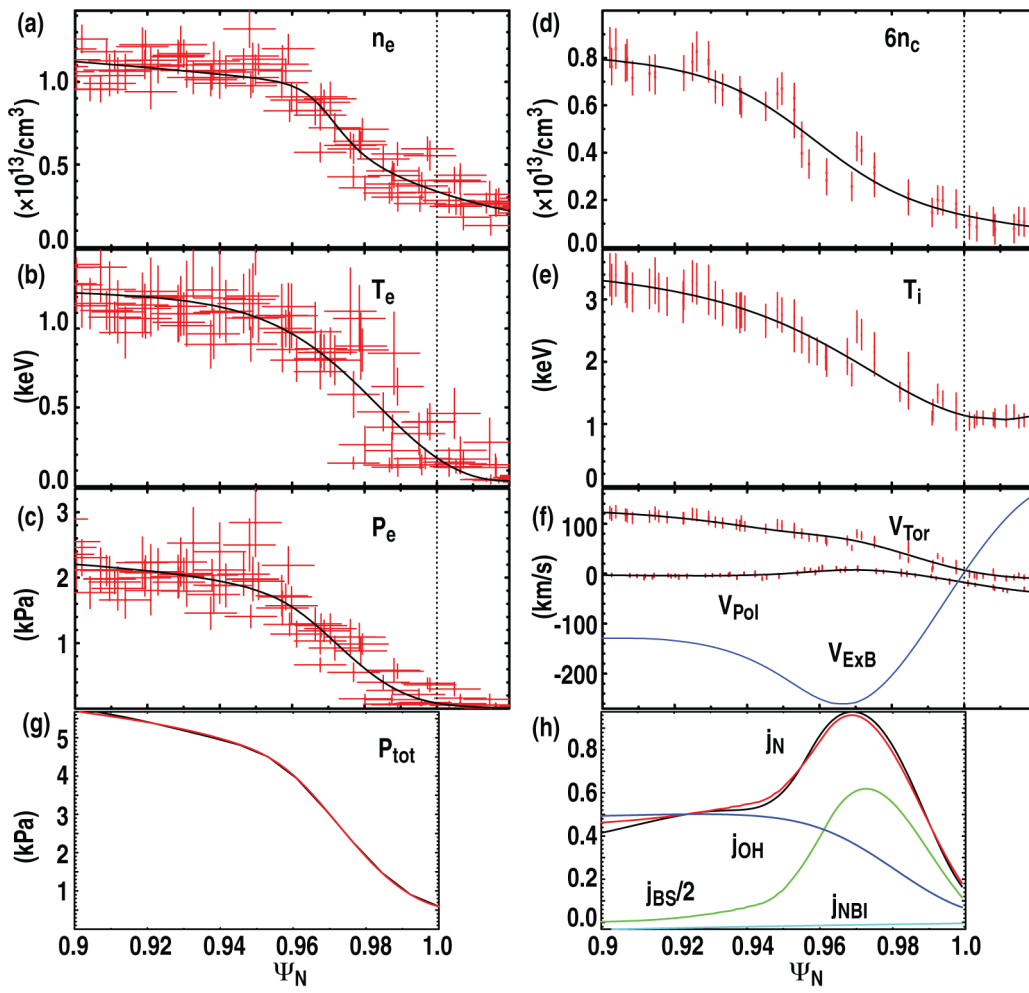 (a)
n_e
(×10^13/cm^3)
1.0
0.5
0.0
(b)
T_e
(keV)
1.0
0.5
0.0
(c)
P_e
(kPa)
3
2
1
(g)
P_tot
(kPa)
5
4
3
2
1
0.9 0.92 0.94 0.96 0.98 1.0
Ψ_N
(d)
6n_c
(×10^13/cm^3)
0.8
0.6
0.4
0.2
0.0
(e)
T_i
(keV)
3
2
1
0
(f)
V_Tor
V_Pol
V_ExB
(km/s)
100
0
-100
-200
(h)
j_N
j_OH
j_BS/2
j_NBI
0.8
0.6
0.4
0.2
0.0
0.9 0.92 0.94 0.96 0.98 1.0
Ψ_N